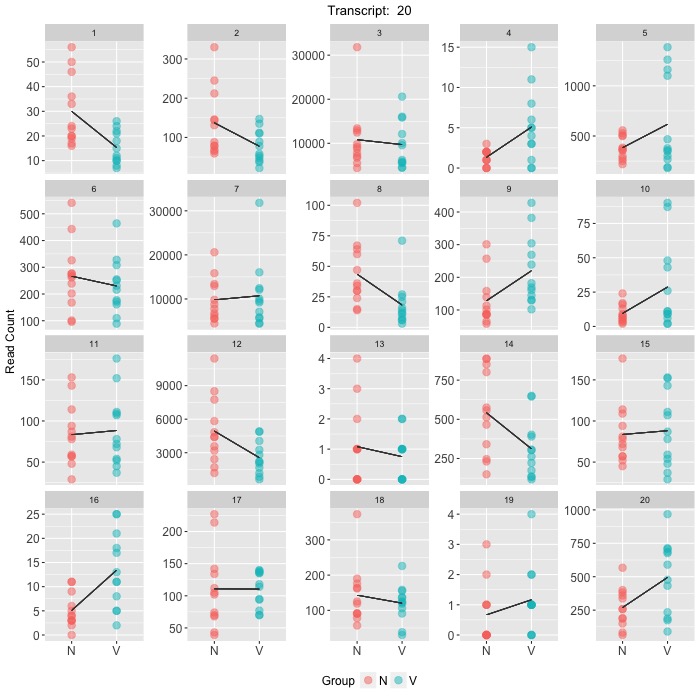 Transcript: 20
1 2 3 4 5
50 40 30 20 10
300 200 100
30000 20000 10000
15 10 5 0
1000 500
6 7 8 9 10
500 400 300 200 100
30000 20000 10000
100 75 50 25 0
400 300 200 100
75 50 25 0
Read Count
11 12 13 14 15
150 100 50
9000 6000 3000
4 3 2 1 0
750 500 250
150 100 50
16 17 18 19 20
25 20 15 10 5 0
200 150 100 50
300 200 100
4 3 2 1 0
1000 750 500 250
N V N V N V N V N V
Group N V